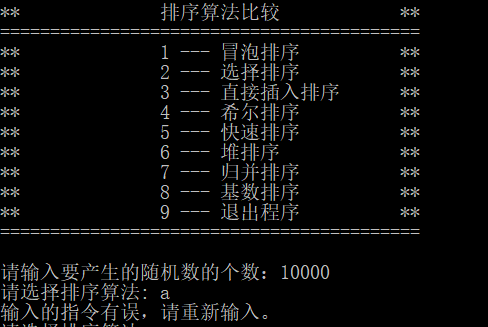 ** 排序算法比较 **
==========================================
** 1 --- 冒泡排序 **
** 2 --- 选择排序 **
** 3 --- 直接插入排序 **
** 4 --- 希尔排序 **
** 5 --- 快速排序 **
** 6 --- 堆排序 **
** 7 --- 归并排序 **
** 8 --- 基数排序 **
** 9 --- 退出程序 **
==========================================
请输入要产生的随机数的个数：10000
请选择排序算法: a
输入的指令有误，请重新输入。
请选择排序算法